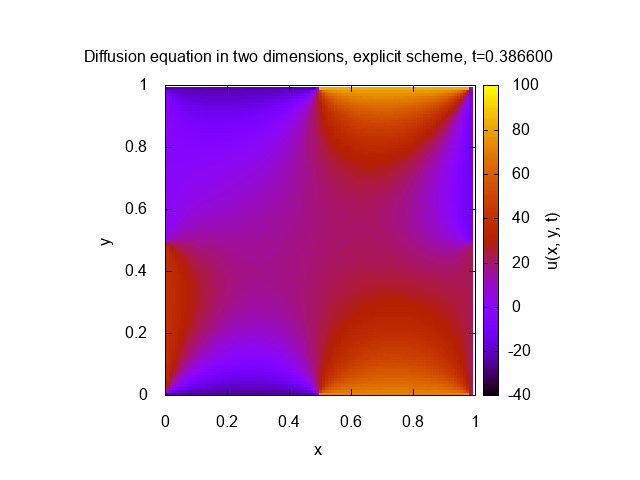 Diffusion equation in two dimensions, explicit scheme, t=0.386600
1
0.8
0.6
0.4
0.2
0
y
0 0.2 0.4 0.6 0.8 1
x
100
80
60
40
20
0
-20
-40
u(x, y, t)